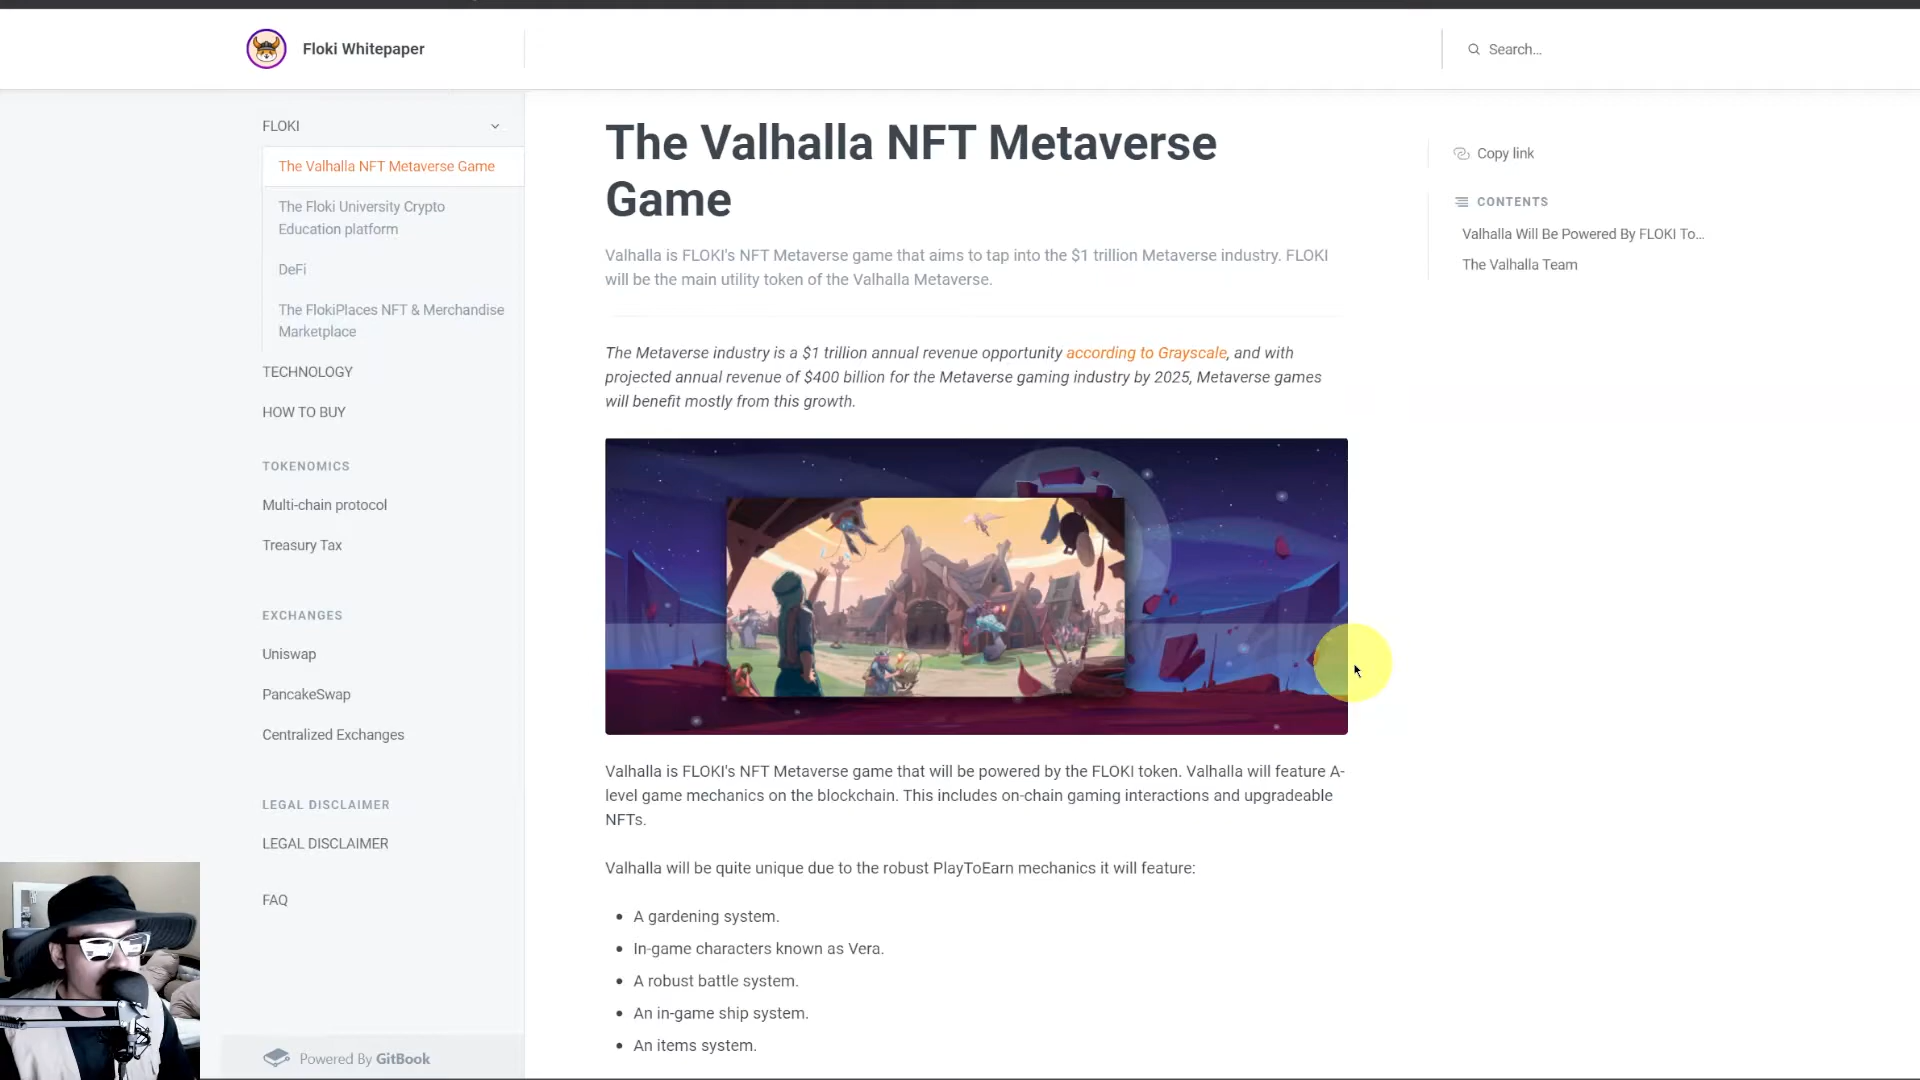 Floki Whitepaper
Search...
FLOKI
The Valhalla NFT Metaverse Game
The Floki University Crypto
Education platform
DeFi
The FlokiPlaces NFT & Merchandise
Marketplace
TECHNOLOGY
HOW TO BUY
TOKENOMICS
Multi-chain protocol
Treasury Tax
EXCHANGES
Uniswap
PancakeSwap
Centralized Exchanges
LEGAL DISCLAIMER
LEGAL DISCLAIMER
FAQ
Powered By GitBook
The Valhalla NFT Metaverse
Game
Valhalla is FLOKI's NFT Metaverse game that aims to tap into the $1 trillion Metaverse industry. FLOKI
will be the main utility token of the Valhalla Metaverse.
The Metaverse industry is a $1 trillion annual revenue opportunity according to Grayscale, and with
projected annual revenue of $400 billion for the Metaverse gaming industry by 2025, Metaverse games
will benefit mostly from this growth.
Valhalla is FLOKI's NFT Metaverse game that will be powered by the FLOKI token. Valhalla will feature A-
level game mechanics on the blockchain. This includes on-chain gaming interactions and upgradeable
NFTs.
Valhalla will be quite unique due to the robust PlayToEarn mechanics it will feature:
• A gardening system.
• In-game characters known as Vera.
• A robust battle system.
• An in-game ship system.
• An items system.
Copy link
CONTENTS
Valhalla Will Be Powered By FLOKI To...
The Valhalla Team